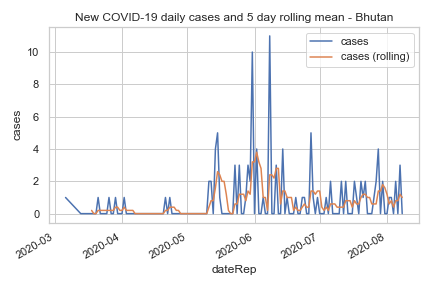 New COVID-19 daily cases and 5 day rolling mean - Bhutan
cases
cases (rolling)
cases
10
8
6
4
2
0
2020-03
2020-04
2020-05
2020-06
2020-07
2020-08
dateRep